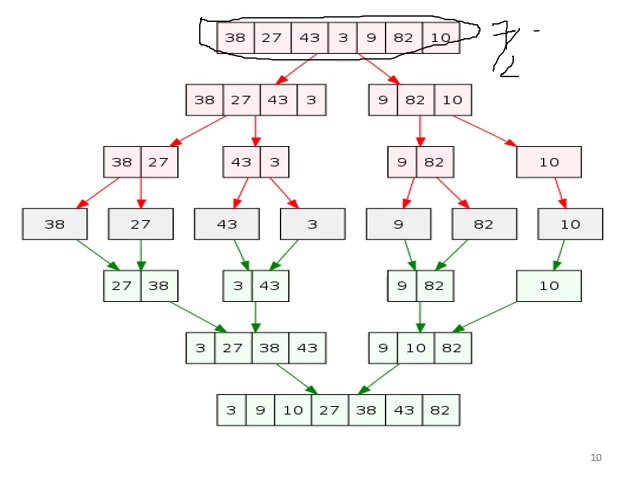 38 27 43 3 9 82 10
7
2
38 27 43 3 9 82 10
38 27 43 3 9 82 10
38 27 43 3 9 82 10
27 38 3 43 9 82 10
3 27 38 43 9 10 82
3 9 10 27 38 43 82
10